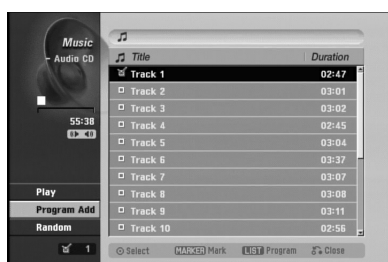 Music
- Audio CD
55:38
Play
Program Add
Random
1
Title Duration
Track 1 02:47
Track 2 03:01
Track 3 03:02
Track 4 02:45
Track 5 03:04
Track 6 03:37
Track 7 03:07
Track 8 03:08
Track 9 03:11
Track 10 02:56
Select MARKER Mark LIST Program Close